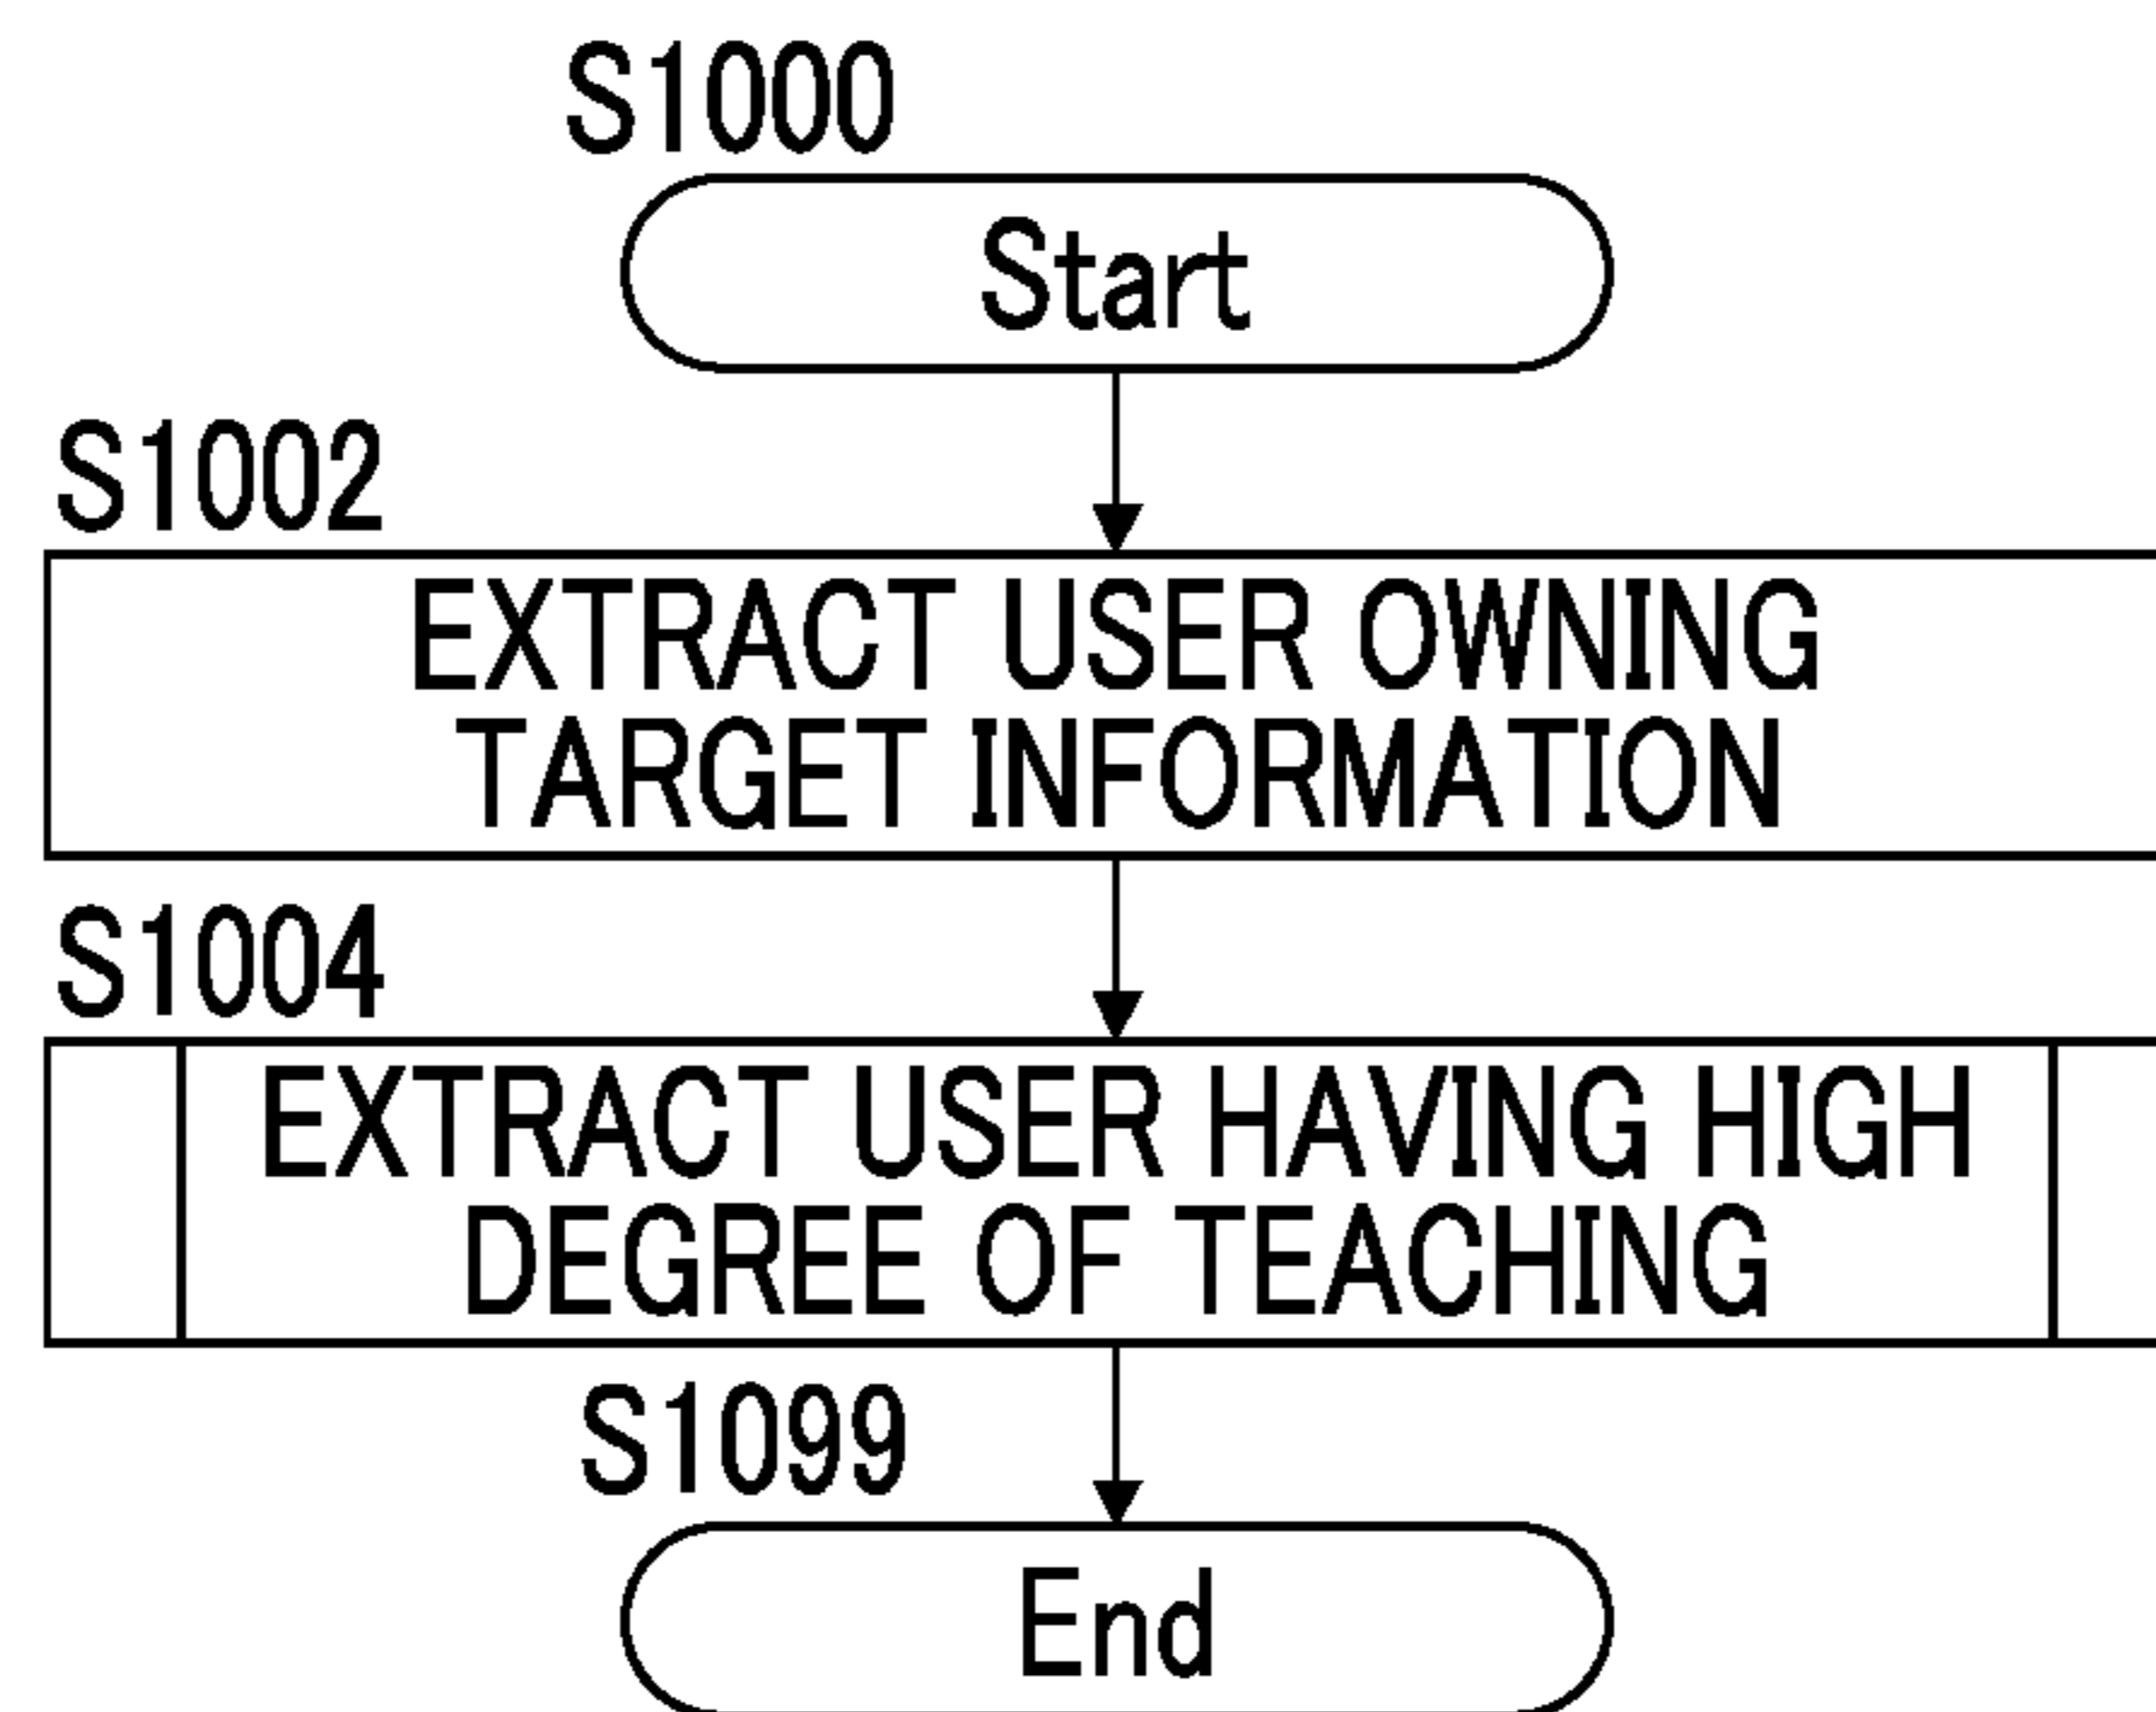 S1000
Start
S1002
EXTRACT USER OWNING
TARGET INFORMATION
S1004
EXTRACT USER HAVING HIGH
DEGREE OF TEACHING
S1099
End